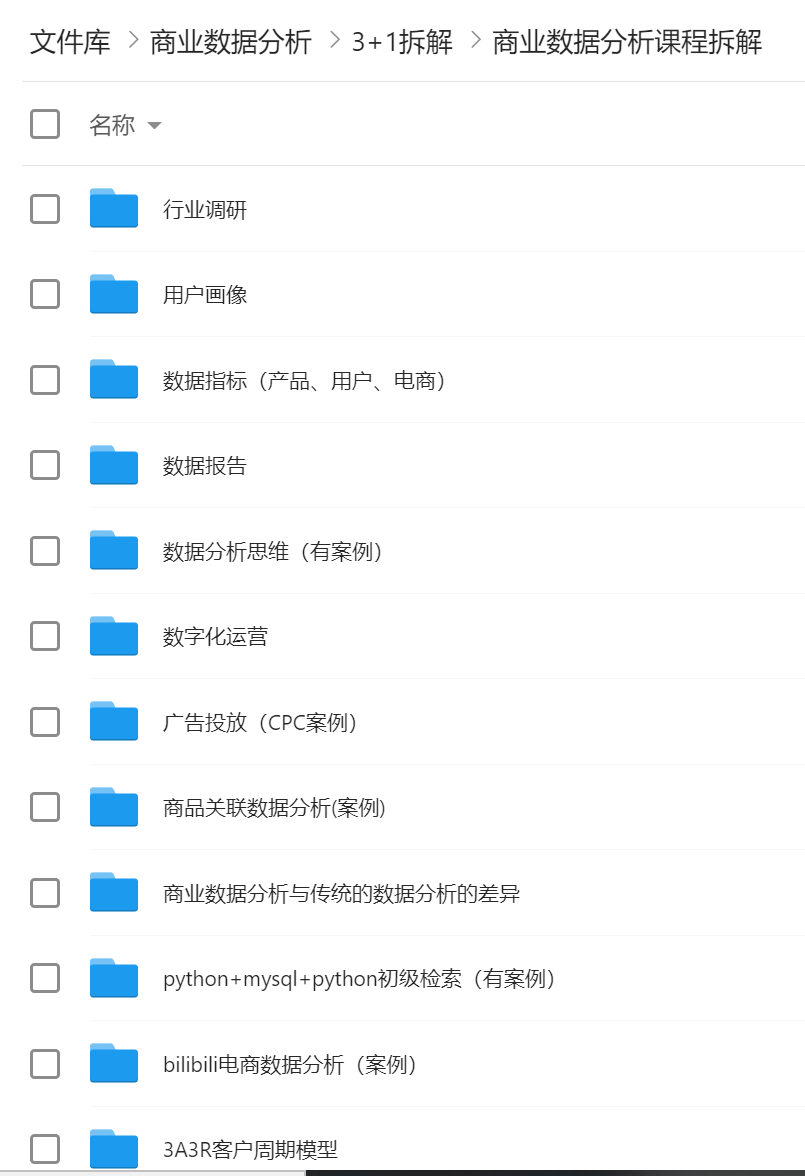 文件库 > 商业数据分析 > 3+1拆解 > 商业数据分析课程拆解
名称
行业调研
用户画像
数据指标（产品、用户、电商）
数据报告
数据分析思维（有案例）
数字化运营
广告投放（CPC案例）
商品关联数据分析(案例)
商业数据分析与传统的数据分析的差异
python+mysql+python初级检索（有案例）
bilibili电商数据分析（案例）
3A3R客户周期模型